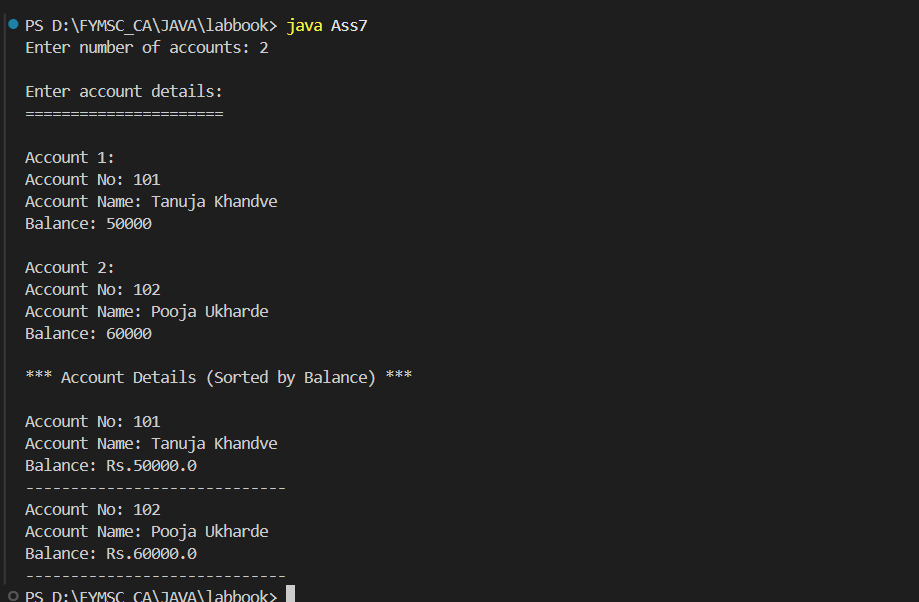 PS D:\FYMSC_CA\JAVA\labbook> java Ass7
Enter number of accounts: 2
Enter account details:
======================
Account 1:
Account No: 101
Account Name: Tanuja Khandve
Balance: 50000
Account 2:
Account No: 102
Account Name: Pooja Ukharde
Balance: 60000
*** Account Details (Sorted by Balance) ***
Account No: 101
Account Name: Tanuja Khandve
Balance: Rs.50000.0
-----------------------------
Account No: 102
Account Name: Pooja Ukharde
Balance: Rs.60000.0
-----------------------------
PS D:\FYMSC_CA\JAVA\labbook>